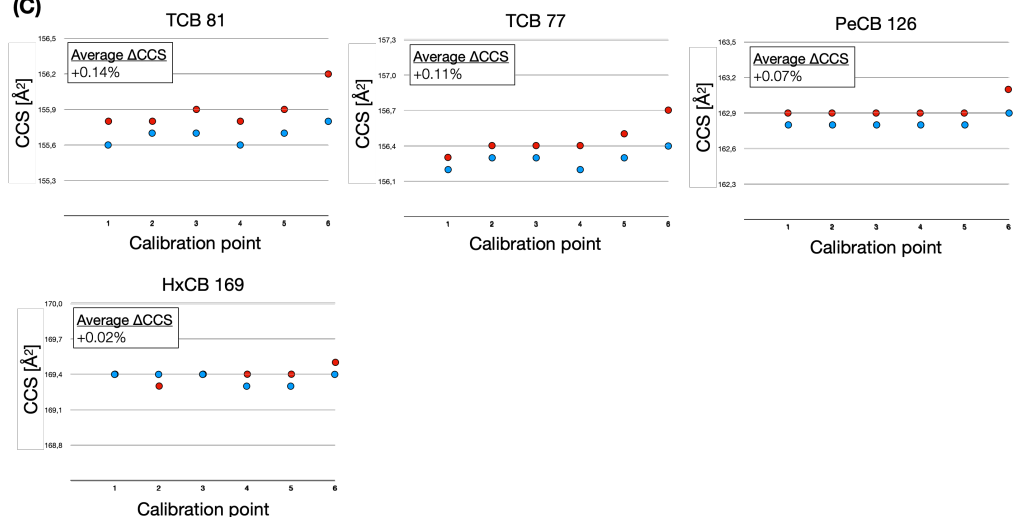 (C)
TCB 81
156,5
156,2
155,9
155,6
155,3
CCS [Å²]
Average ΔCCS
+0.14%
1 2 3 4 5 6
Calibration point
TCB 77
157,3
157,0
156,7
156,4
156,1
CCS [Å²]
Average ΔCCS
+0.11%
1 2 3 4 5 6
Calibration point
PeCB 126
163,5
163,2
162,9
162,6
162,3
CCS [Å²]
Average ΔCCS
+0.07%
1 2 3 4 5 6
Calibration point
HxCB 169
170,0
169,7
169,4
169,1
168,8
CCS [Å²]
Average ΔCCS
+0.02%
1 2 3 4 5 6
Calibration point